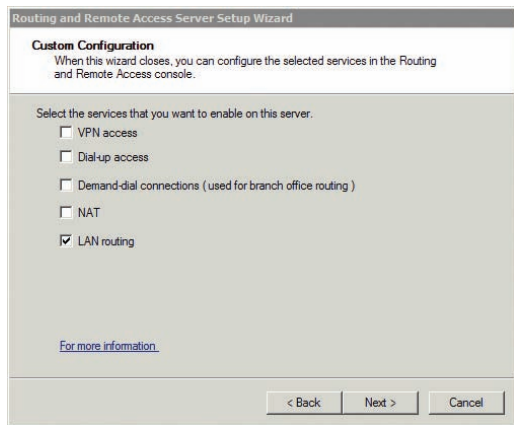 Routing and Remote Access Server Setup Wizard
Custom Configuration
When this wizard closes, you can configure the selected services in the Routing
and Remote Access console.
Select the services that you want to enable on this server.
VPN access
Dial-up access
Demand-dial connections ( used for branch office routing )
NAT
LAN routing
For more information
< Back
Next >
Cancel